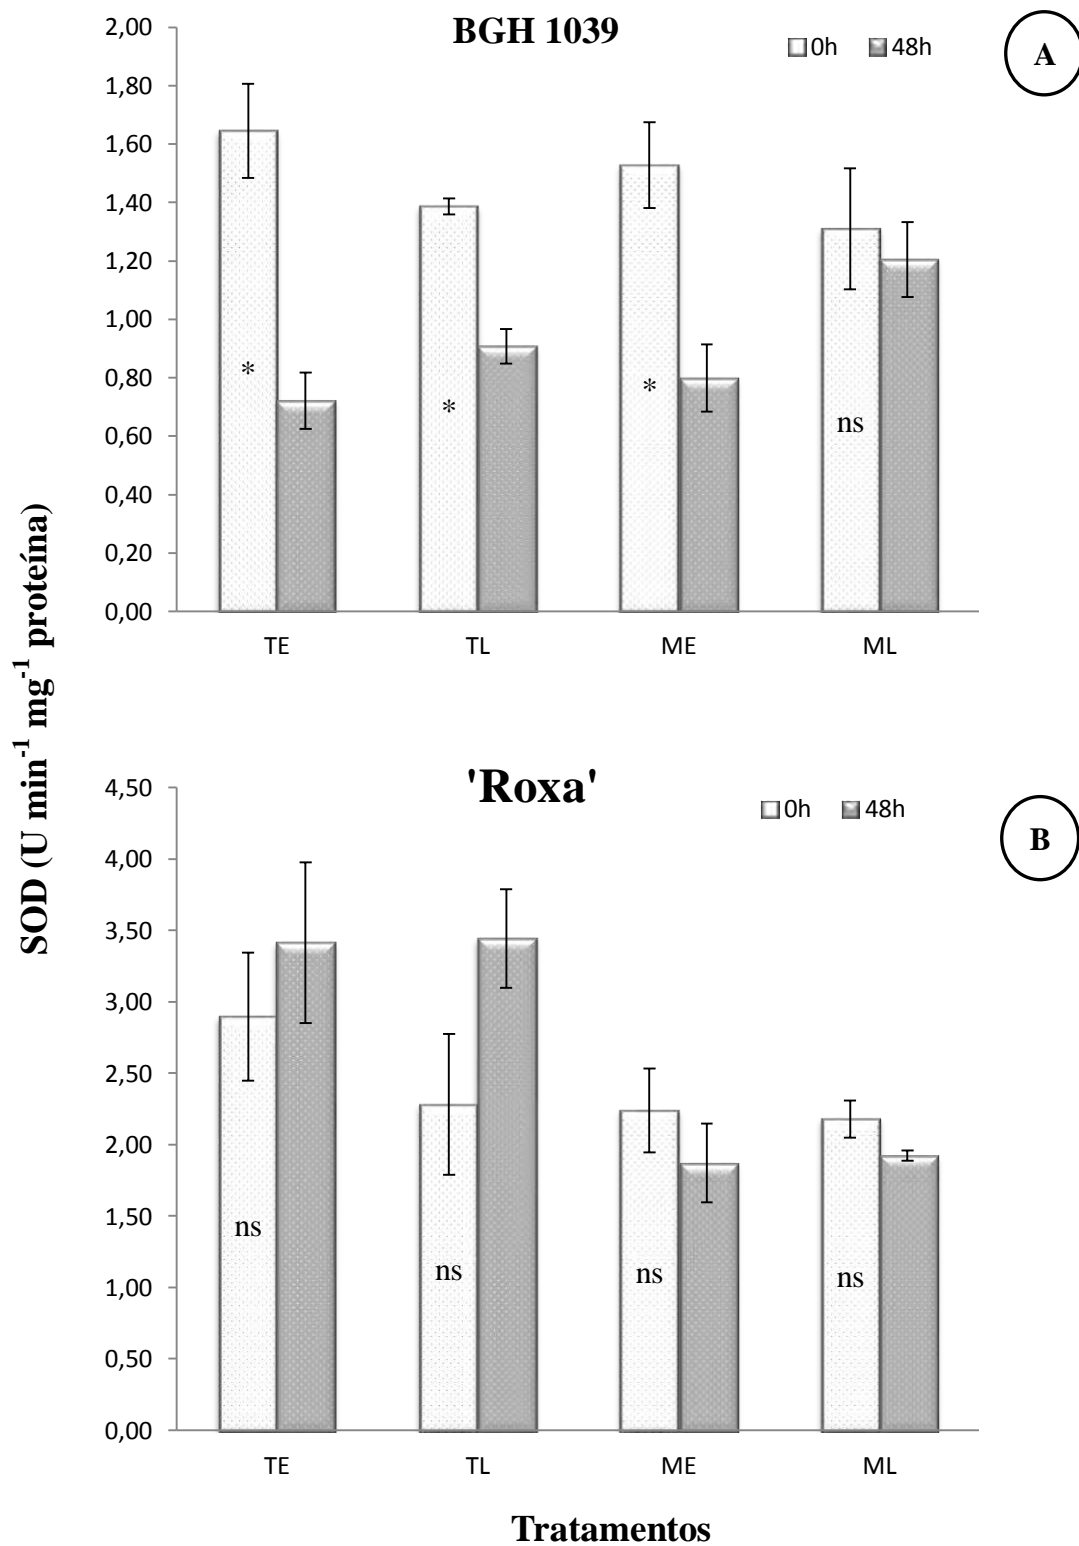 BGH 1039
0h 48h
A
2,00
1,80
1,60
1,40
1,20
1,00
0,80
0,60
0,40
0,20
0,00
* * * ns
TE TL ME ML
SOD (U min⁻¹ mg⁻¹ proteína)
'Roxa'
0h 48h
B
4,50
4,00
3,50
3,00
2,50
2,00
1,50
1,00
0,50
0,00
ns ns ns ns
TE TL ME ML
Tratamentos